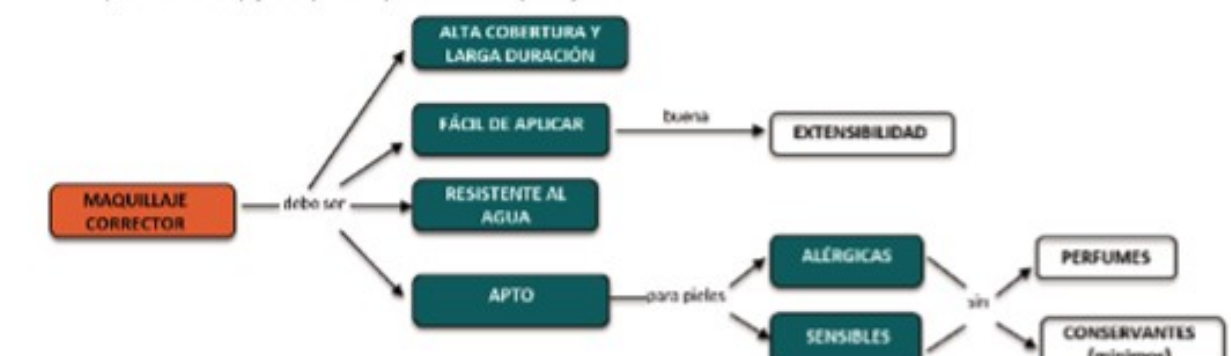 ALTA COBERTURA Y
LARGA DURACIÓN
FÁCIL DE APLICAR
buena
EXTENSIBILIDAD
MAQUILLAJE
CORRECTOR
debe ser
RESISTENTE AL
AGUA
APTO
para pieles
ALÉRGICAS
SENSIBLES
sin
PERFUMES
CONSERVANTES